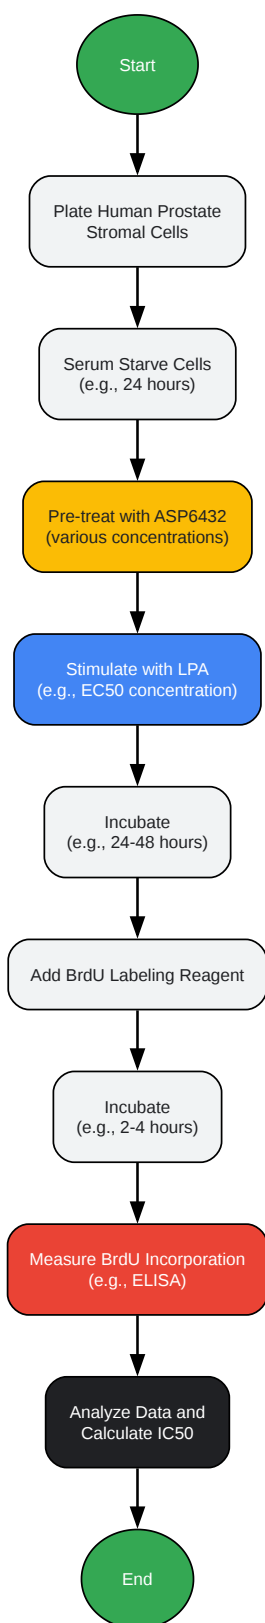 Start
Plate Human Prostate
Stromal Cells
Serum Starve Cells
(e.g., 24 hours)
Pre-treat with ASP6432
(various concentrations)
Stimulate with LPA
(e.g., EC50 concentration)
Incubate
(e.g., 24-48 hours)
Add BrdU Labeling Reagent
Incubate
(e.g., 2-4 hours)
Measure BrdU Incorporation
(e.g., ELISA)
Analyze Data and
Calculate IC50
End